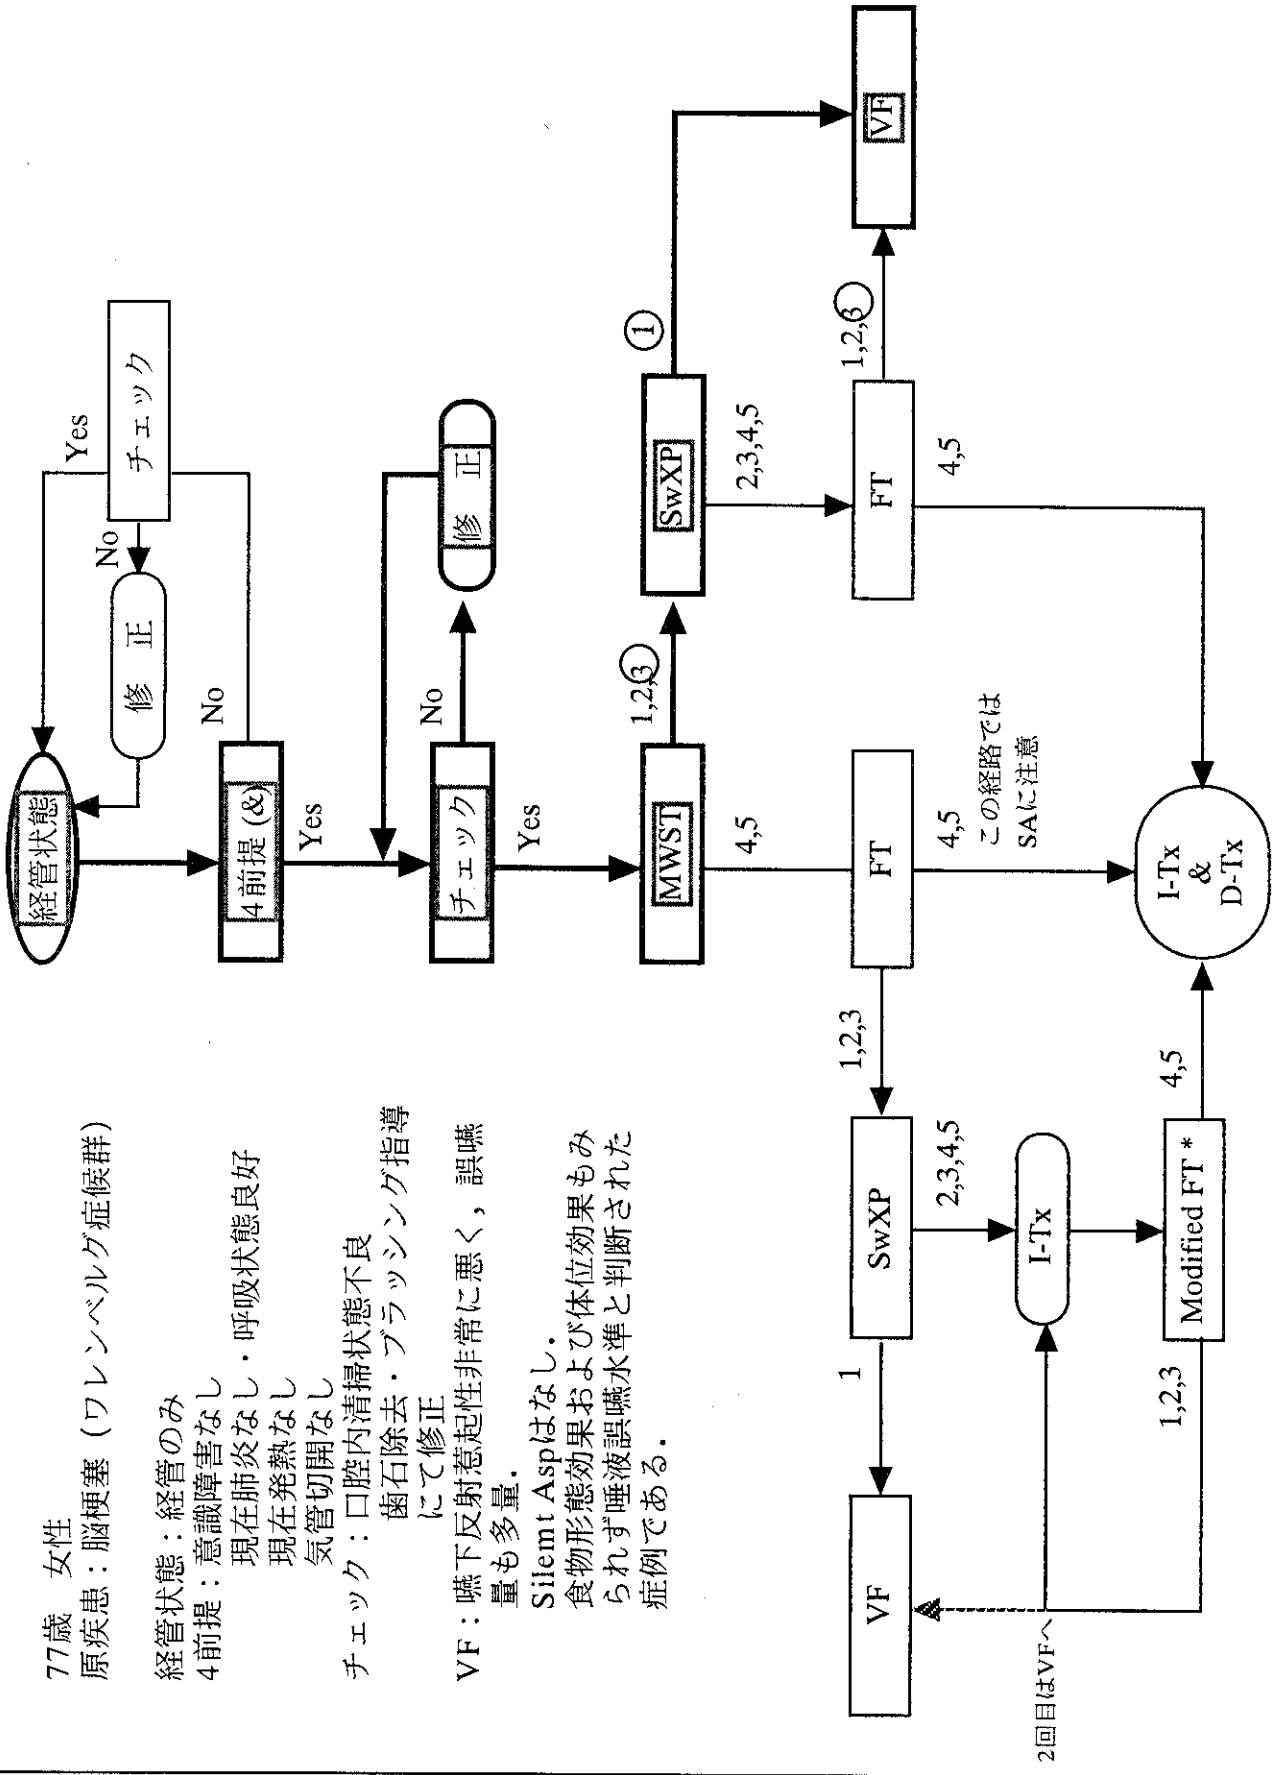 77歳 女性
原疾患：脳梗塞（ワレンベルグ症候群）
経管状態：経管のみ
4前提：意識障害なし
現在肺炎なし・呼吸状態良好
現在発熱なし
気管切開なし
チェック：口腔内清掃状態不良
歯石除去・ブラッシング指導
にて修正
VF：嚥下反射惹起性非常に悪く，誤嚥
量も多量．
Silemt Aspはなし．
食物形態効果および体位効果もみ
られず唾液誤嚥水準と判断された
症例である．
経管状態
修 正
No
Yes
チェック
4前提 (&)
No
Yes
チェック
No
修 正
Yes
MWST
1,2,3
SwXP
1
4,5
2,3,4,5
VF
1
SwXP
1,2,3
FT
FT
1,2,3
VF
2,3,4,5
4,5
この経路では
SAに注意
4,5
I-Tx
2回目はVFへ
1,2,3
Modified FT *
4,5
I-Tx
&
D-Tx